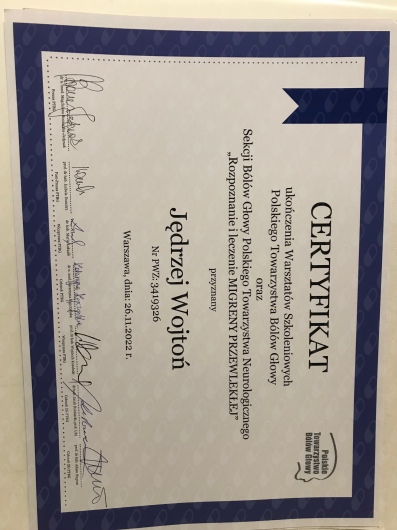 Polskie
Towarzystwo
Bólów Głowy
CERTYFIKAT
ukończenia Warsztatów Szkoleniowych
Polskiego Towarzystwa Bólów Głowy
oraz
Sekcji Bólów Głowy Polskiego Towarzystwa Neurologicznego
„Rozpoznanie i leczenie MIGRENY PRZEWLEKŁEJ”
przyznany
Jędrzej Wojtoń
Nr PWZ: 3419326
Warszawa, dnia: 26.11.2022 r.